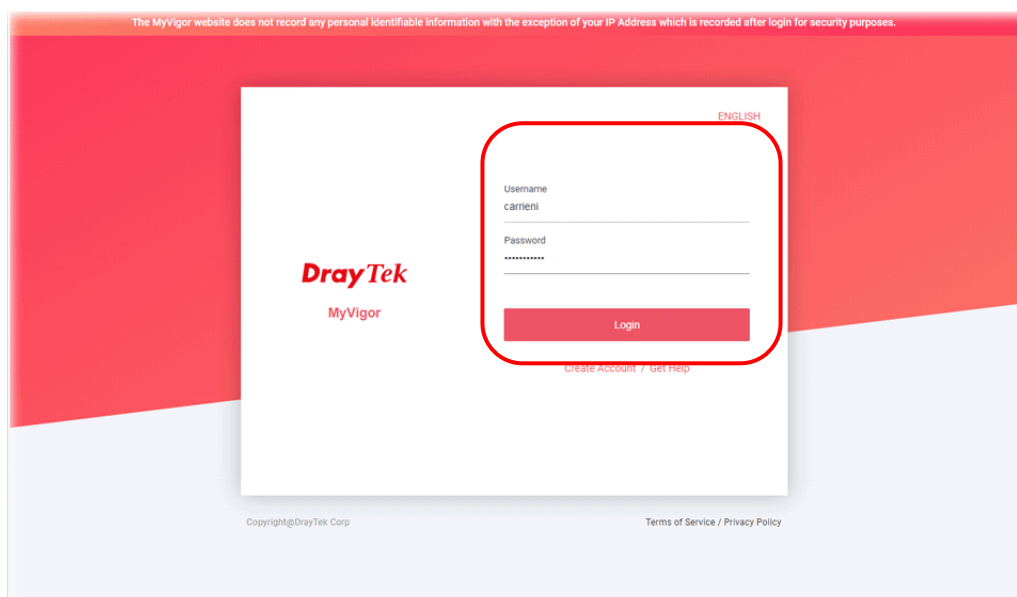 The MyVigor website does not record any personal identifiable information with the exception of your IP Address which is recorded after login for security purposes.
ENGLISH
Username
carrieni
Password
•••••••••••
DrayTek
MyVigor
Login
Create Account / Get Help
Copyright@DrayTek Corp
Terms of Service / Privacy Policy